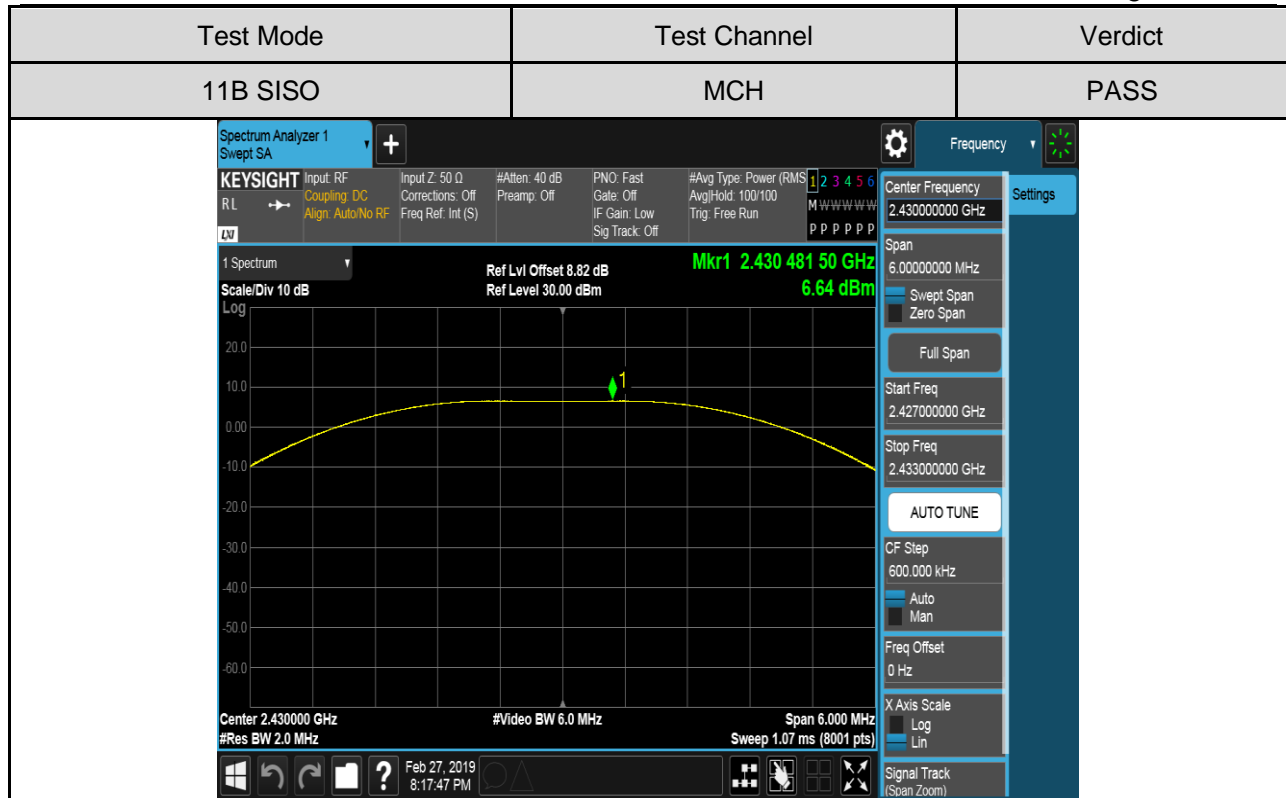 Test Mode Test Channel Verdict
11B SISO MCH PASS
Spectrum Analyzer 1
Swept SA
+
Frequency
KEYSIGHT Input: RF Input Z: 50 Ω #Atten: 40 dB PNO: Fast #Avg Type: Power (RMS 1 2 3 4 5 6
RL Coupling: DC Corrections: Off Preamp: Off Gate: Off Avg|Hold: 100/100 M W W W W W
Align: Auto/No RF Freq Ref: Int (S) IF Gain: Low Trig: Free Run
LXI Sig Track: Off P P P P P P
1 Spectrum
Ref Lvl Offset 8.82 dB Mkr1 2.430 481 50 GHz
Scale/Div 10 dB Ref Level 30.00 dBm 6.64 dBm
Log
20.0
10.0
1
0.00
-10.0
-20.0
-30.0
-40.0
-50.0
-60.0
Center 2.430000 GHz #Video BW 6.0 MHz Span 6.000 MHz
#Res BW 2.0 MHz Sweep 1.07 ms (8001 pts)
? Feb 27, 2019
8:17:47 PM
Center Frequency
2.430000000 GHz
Settings
Span
6.00000000 MHz
Swept Span
Zero Span
Full Span
Start Freq
2.427000000 GHz
Stop Freq
2.433000000 GHz
AUTO TUNE
CF Step
600.000 kHz
Auto
Man
Freq Offset
0 Hz
X Axis Scale
Log
Lin
Signal Track
(Span Zoom)